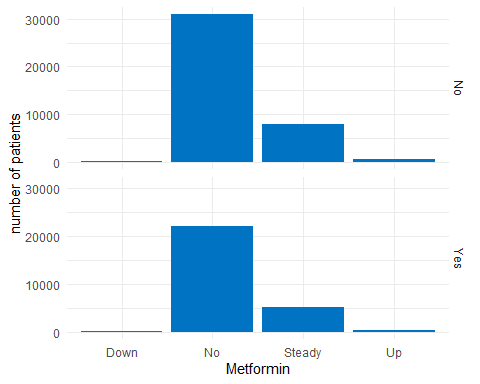 number of patients
30000
20000
10000
0
No
30000
20000
10000
0
Yes
Down No Steady Up
Metformin